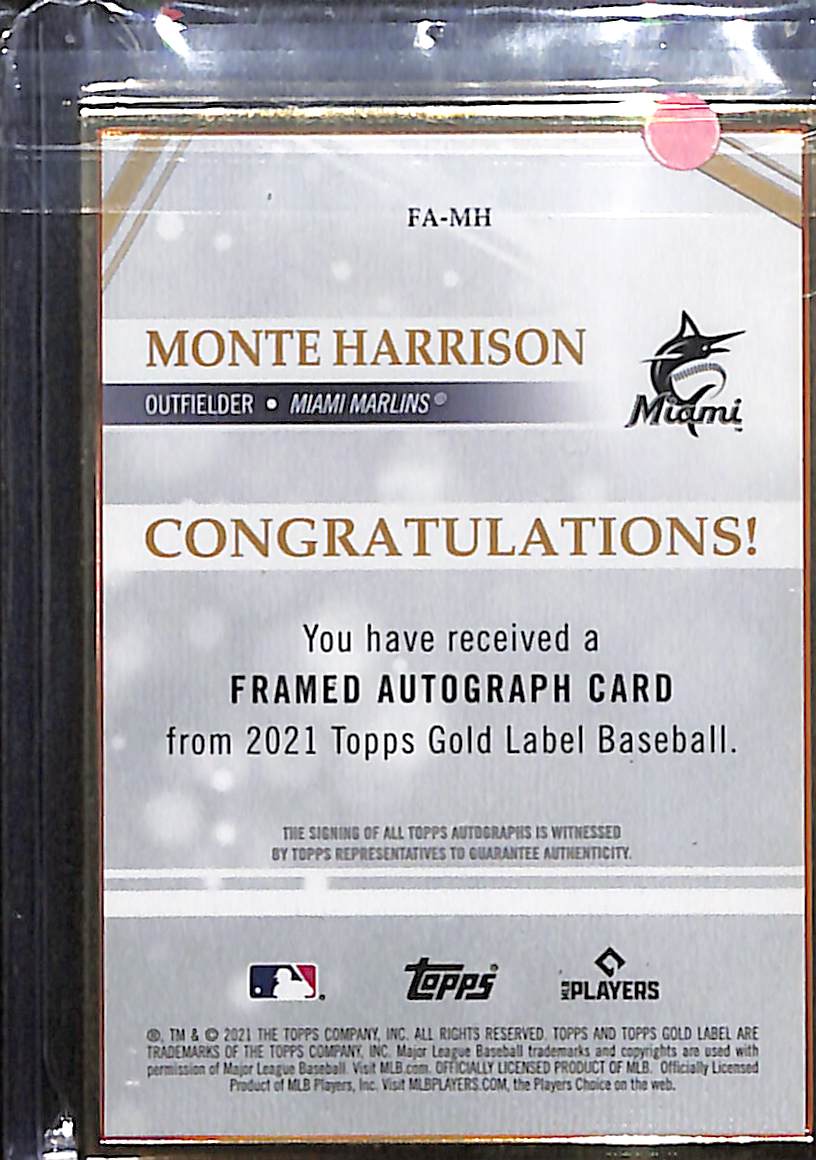 FA-MH
MONTE HARRISON
OUTFIELDER • MIAMI MARLINS®
Miami
CONGRATULATIONS!
You have received a
FRAMED AUTOGRAPH CARD
from 2021 Topps Gold Label Baseball.
THE SIGNING OF ALL TOPPS AUTOGRAPHS IS WITNESSED
BY TOPPS REPRESENTATIVES TO GUARANTEE AUTHENTICITY.
Topps® MLB PLAYERS
®, TM & © 2021 THE TOPPS COMPANY, INC. ALL RIGHTS RESERVED. TOPPS AND TOPPS GOLD LABEL ARE
TRADEMARKS OF THE TOPPS COMPANY, INC. Major League Baseball trademarks and copyrights are used with
permission of Major League Baseball. Visit MLB.com. OFFICIALLY LICENSED PRODUCT OF MLB. Officially Licensed
Product of MLB Players, Inc. Visit MLBPLAYERS.COM, the Players Choice on the web.